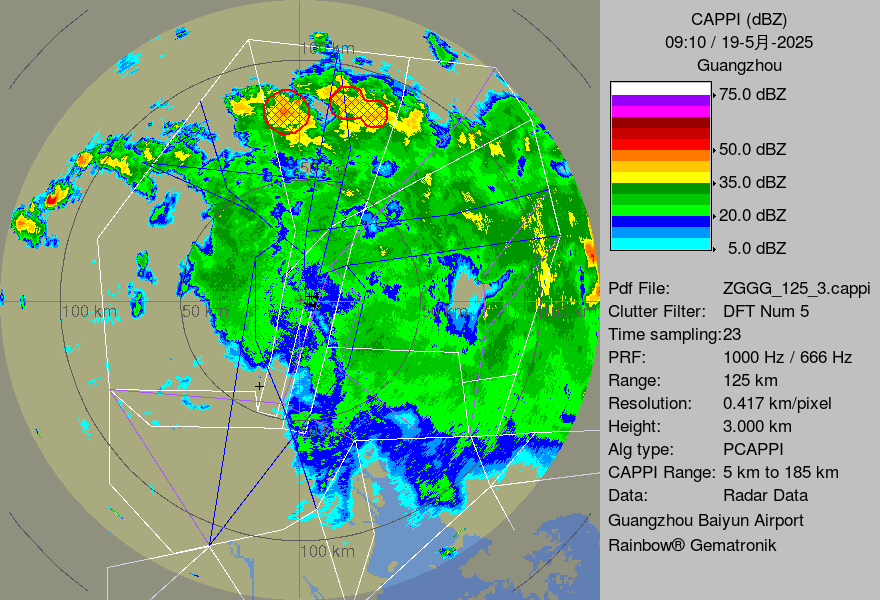 CAPPI (dBZ)
09:10 / 19-5月-2025
Guangzhou
75.0 dBZ
50.0 dBZ
35.0 dBZ
20.0 dBZ
5.0 dBZ
Pdf File: ZGGG_125_3.cappi
Clutter Filter: DFT Num 5
Time sampling:23
PRF: 1000 Hz / 666 Hz
Range: 125 km
Resolution: 0.417 km/pixel
Height: 3.000 km
Alg type: PCAPPI
CAPPI Range: 5 km to 185 km
Data: Radar Data
Guangzhou Baiyun Airport
Rainbow® Gematronik
100 km
50 km
100 km